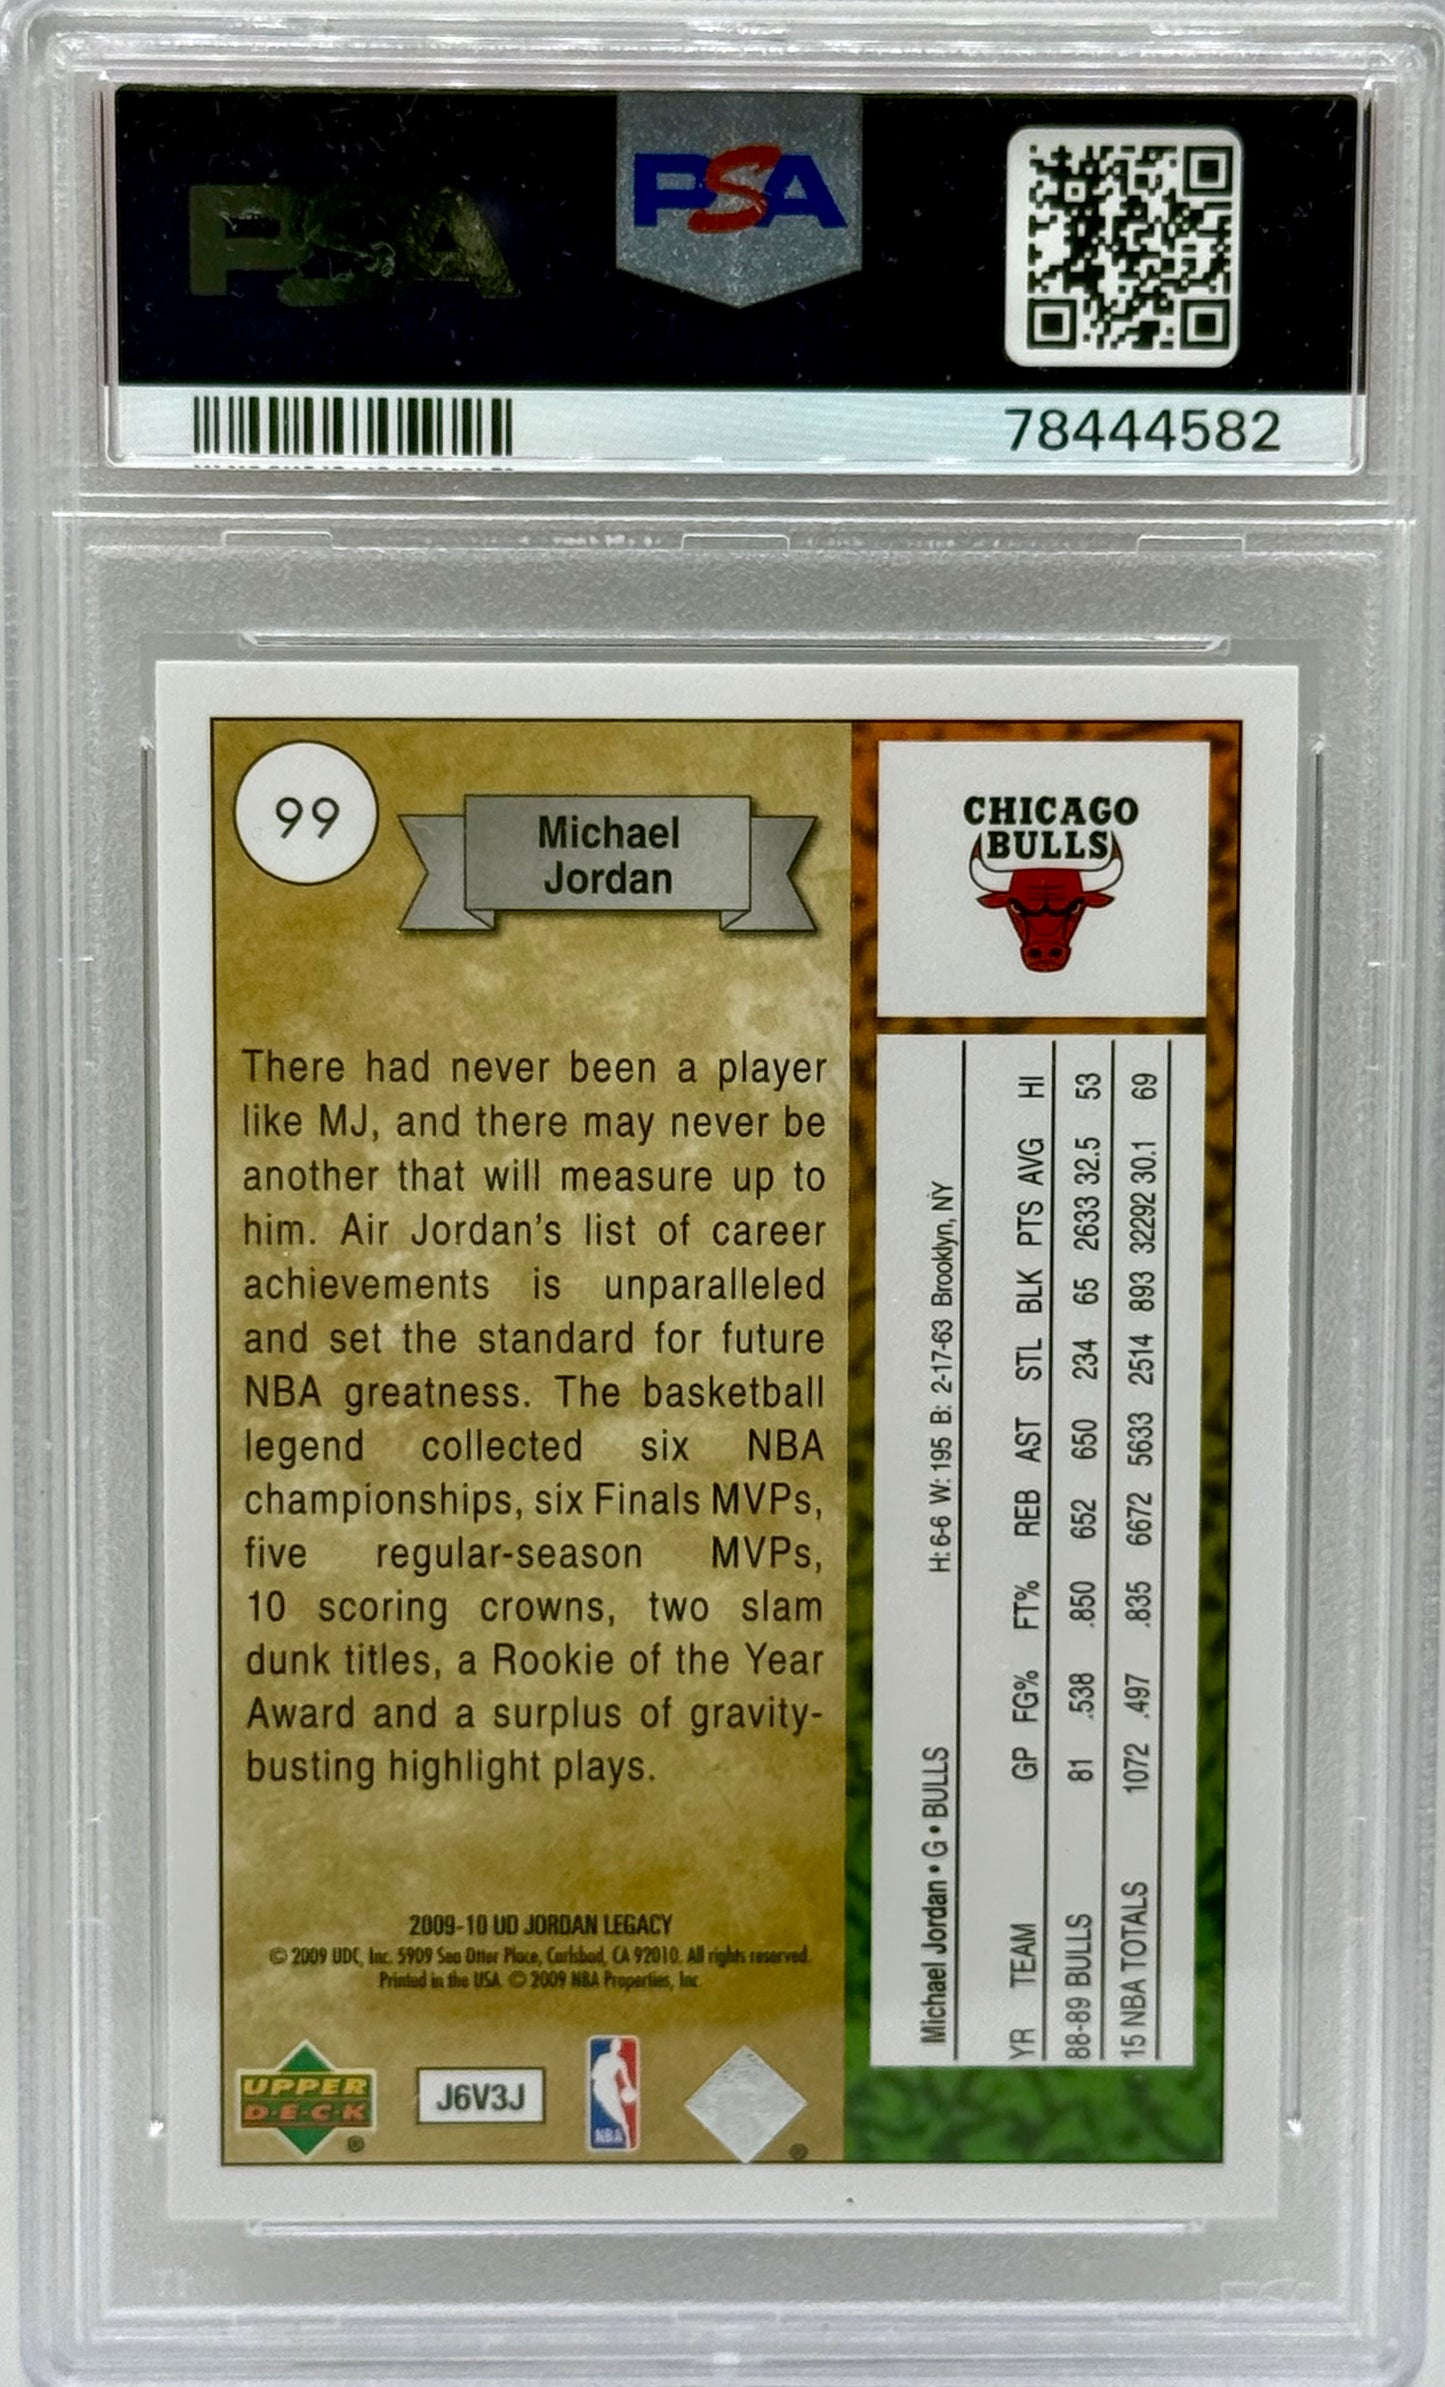 PSA
PSA
78444582
99
Michael
Jordan
CHICAGO
BULLS
There had never been a player
like MJ, and there may never be
another that will measure up to
him. Air Jordan's list of career
achievements is unparalleled
and set the standard for future
NBA greatness. The basketball
legend collected six NBA
championships, six Finals MVPs,
five regular-season MVPs,
10 scoring crowns, two slam
dunk titles, a Rookie of the Year
Award and a surplus of gravity-
busting highlight plays.
2009-10 UD JORDAN LEGACY
© 2009 UDC, Inc. 5909 Sea Otter Place, Carlsbad, CA 92010. All rights reserved.
Printed in the USA. © 2009 NBA Properties, Inc.
UPPER
D·E·C·K
®
J6V3J
NBA
®
Michael Jordan • G • BULLS H: 6-6 W: 195 B: 2-17-63 Brooklyn, NY
YR TEAM GP FG% FT% REB AST STL BLK PTS AVG HI
88-89 BULLS 81 .538 .850 652 650 234 65 2633 32.5 53
15 NBA TOTALS 1072 .497 .835 6672 5633 2514 893 32292 30.1 69